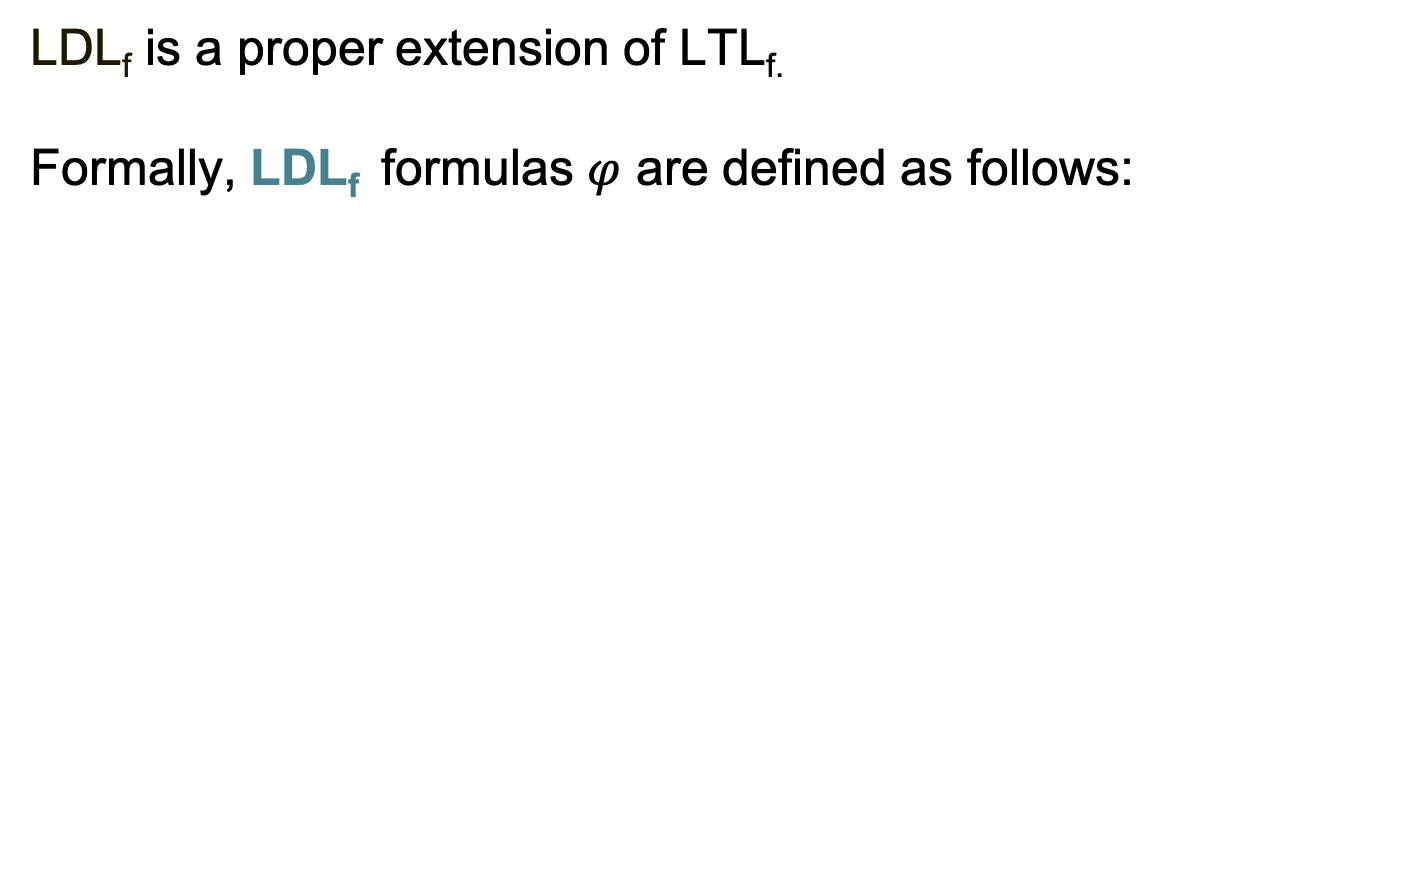 LDLf is a proper extension of LTLf.
Formally, LDLf formulas φ are defined as follows: